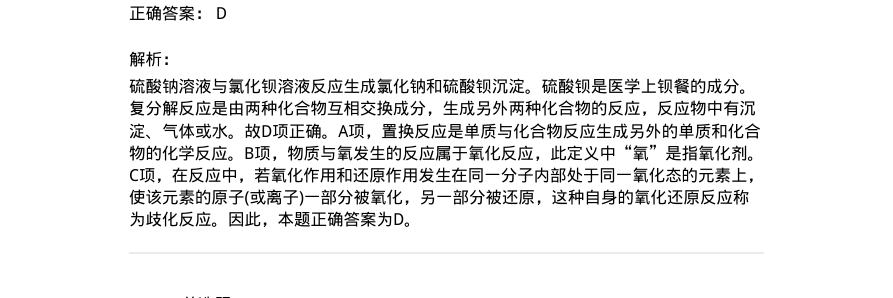 正确答案： D
解析：
硫酸钠溶液与氯化钡溶液反应生成氯化钠和硫酸钡沉淀。硫酸钡是医学上钡餐的成分。
复分解反应是由两种化合物互相交换成分，生成另外两种化合物的反应，反应物中有沉
淀、气体或水。故D项正确。A项，置换反应是单质与化合物反应生成另外的单质和化合
物的化学反应。B项，物质与氧发生的反应属于氧化反应，此定义中“氧”是指氧化剂。
C项，在反应中，若氧化作用和还原作用发生在同一分子内部处于同一氧化态的元素上，
使该元素的原子(或离子)一部分被氧化，另一部分被还原，这种自身的氧化还原反应称
为歧化反应。因此，本题正确答案为D。